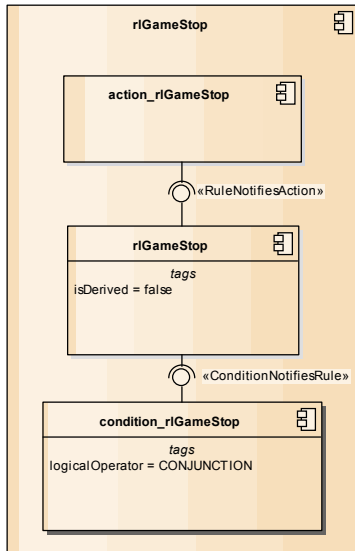 rlGameStop
action_rlGameStop
«RuleNotifiesAction»
rlGameStop
tags
isDerived = false
«ConditionNotifiesRule»
condition_rlGameStop
tags
logicalOperator = CONJUNCTION